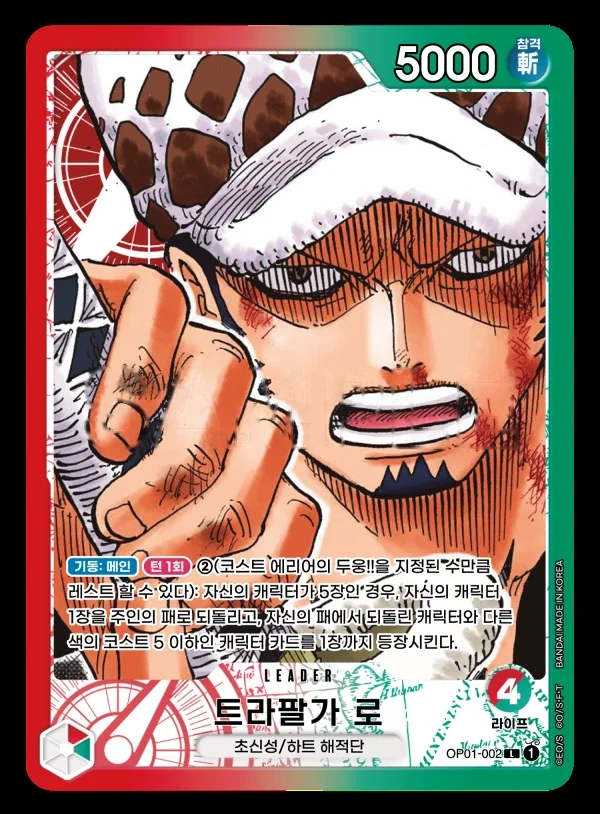 5000
참격
斬
기동: 메인 턴 1회 ②(코스트 에리어의 두웅!!을 지정된 수만큼
레스트 할 수 있다): 자신의 캐릭터가 5장인 경우, 자신의 캐릭터
1장을 주인의 패로 되돌리고, 자신의 패에서 되돌린 캐릭터와 다른
색의 코스트 5 이하인 캐릭터 카드를 1장까지 등장시킨다.
LEADER
트라팔가 로
초신성/하트 해적단
4
라이프
OP01-002 L 1
©EO/S ©O/S·F·T BANDAI MADE IN KOREA